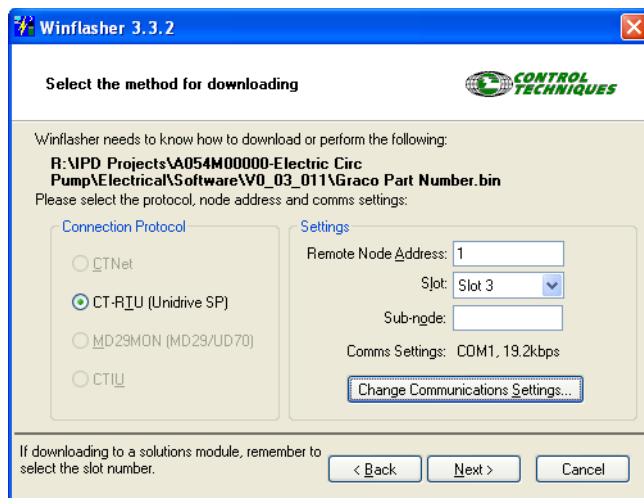 Winflasher 3.3.2
Select the method for downloading
CONTROL
TECHNIQUES
Winflasher needs to know how to download or perform the following:
R:\IPD Projects\A054M00000-Electric Circ
Pump\Electrical\Software\V0_03_011\Graco Part Number.bin
Please select the protocol, node address and comms settings:
Connection Protocol
CTNet
CT-RTU (Unidrive SP)
MD29MON (MD29/UD70)
CTIU
Settings
Remote Node Address: 1
Slot: Slot 3
Sub-node:
Comms Settings: COM1, 19.2kbps
Change Communications Settings...
If downloading to a solutions module, remember to
select the slot number.
< Back
Next >
Cancel